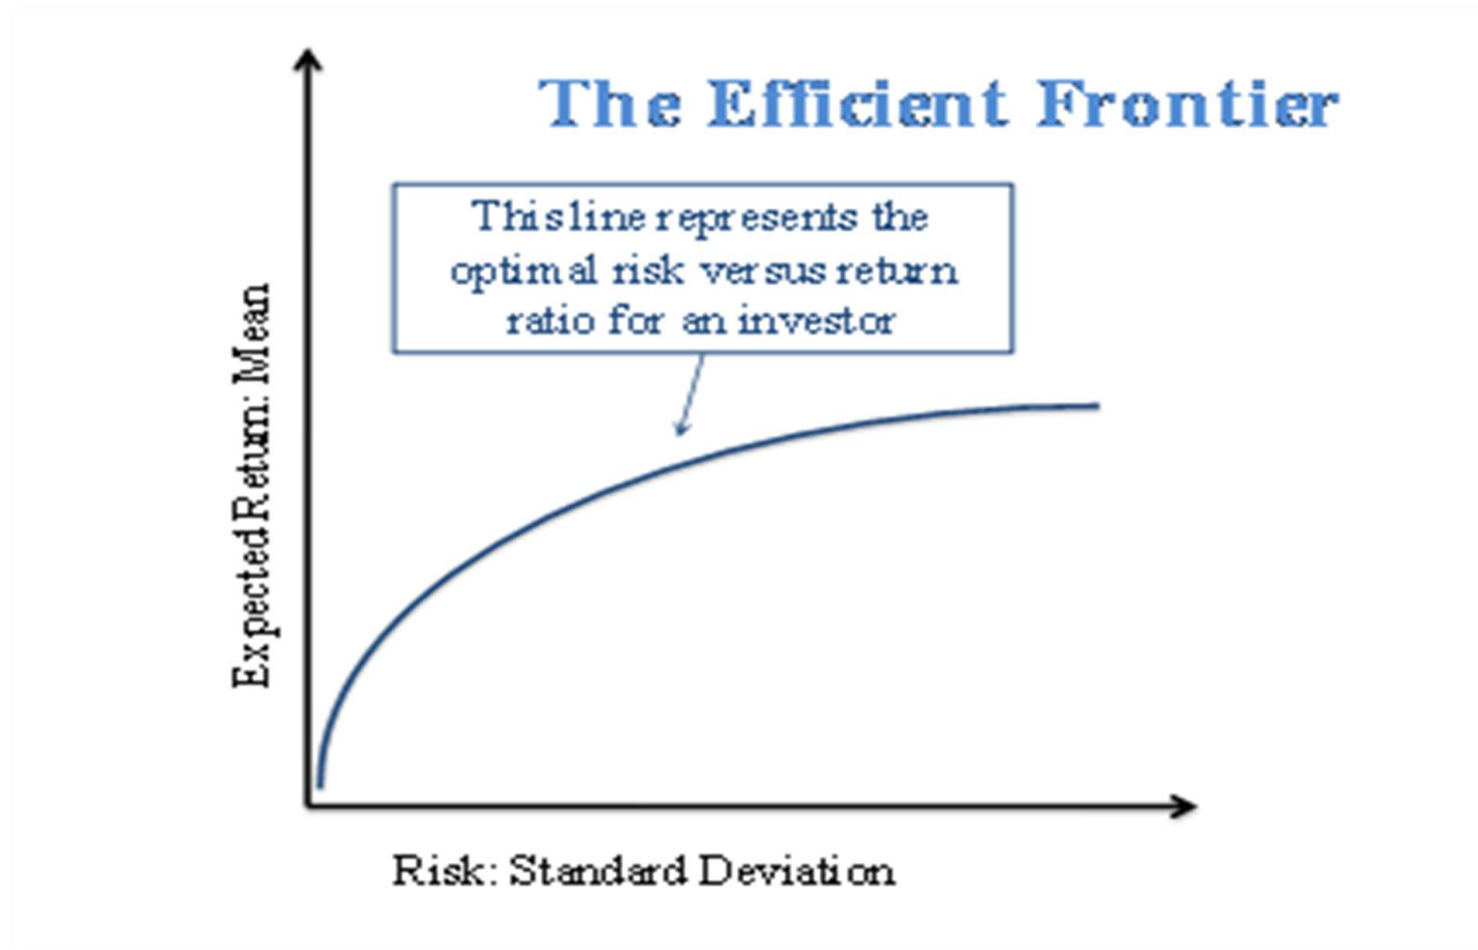 The Efficient Frontier
This line represents the
optimal risk versus return
ratio for an investor
Expected Return: Mean
Risk: Standard Deviation